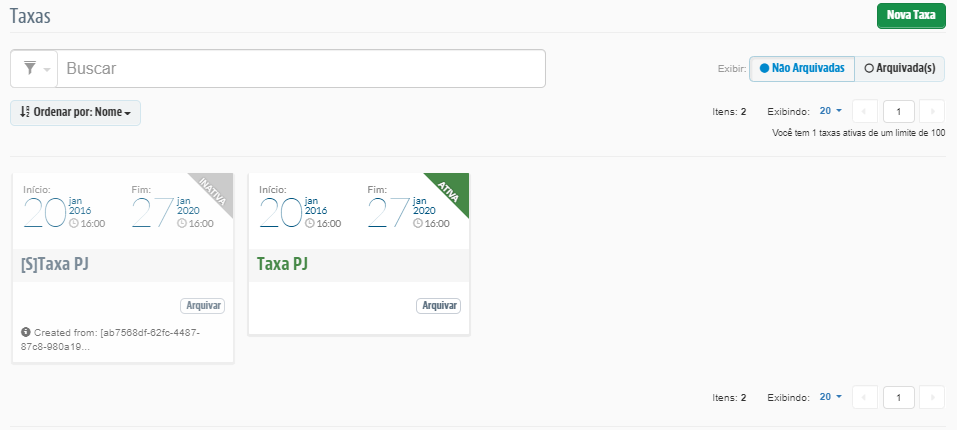 Taxas
Nova Taxa
Buscar
Exibir: Não Arquivadas Arquivada(s)
Ordenar por: Nome
Itens: 2 Exibindo: 20 1
Você tem 1 taxas ativas de um limite de 100
INATIVA
Início: Fim:
20 jan 2016 16:00 27 jan 2020 16:00
[S]Taxa PJ
Arquivar
Created from: [ab7568df-62fc-4487-
87c8-980a19...
ATIVA
Início: Fim:
20 jan 2016 16:00 27 jan 2020 16:00
Taxa PJ
Arquivar
Itens: 2 Exibindo: 20 1